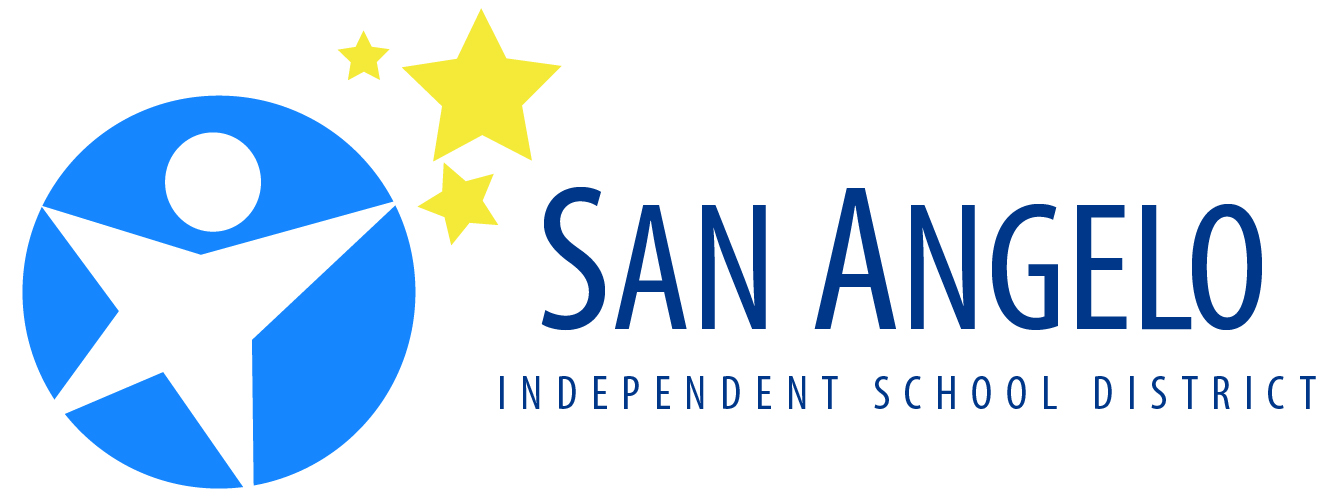 SAN ANGELO
INDEPENDENT SCHOOL DISTRICT